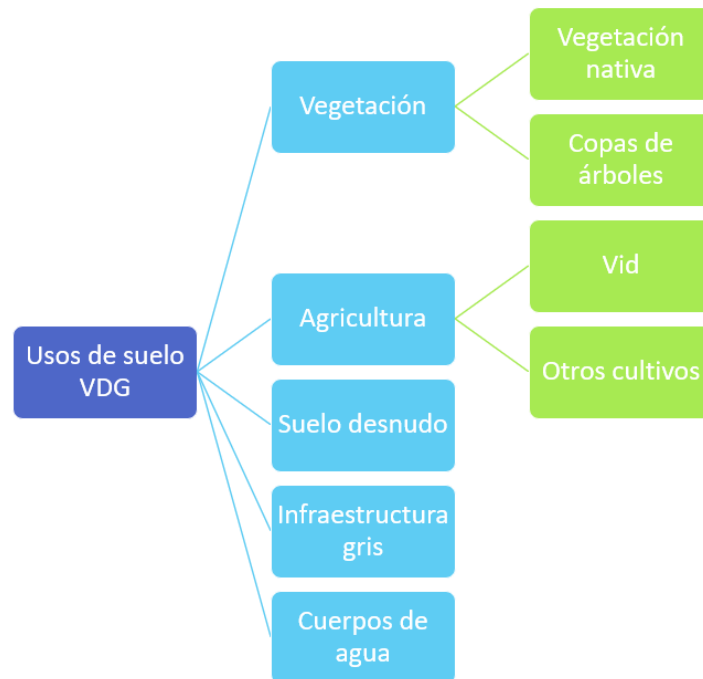 Vegetación
nativa
Vegetación
Copas de
árboles
Vid
Agricultura
Usos de suelo
VDG
Otros cultivos
Suelo desnudo
Infraestructura
gris
Cuerpos de
agua